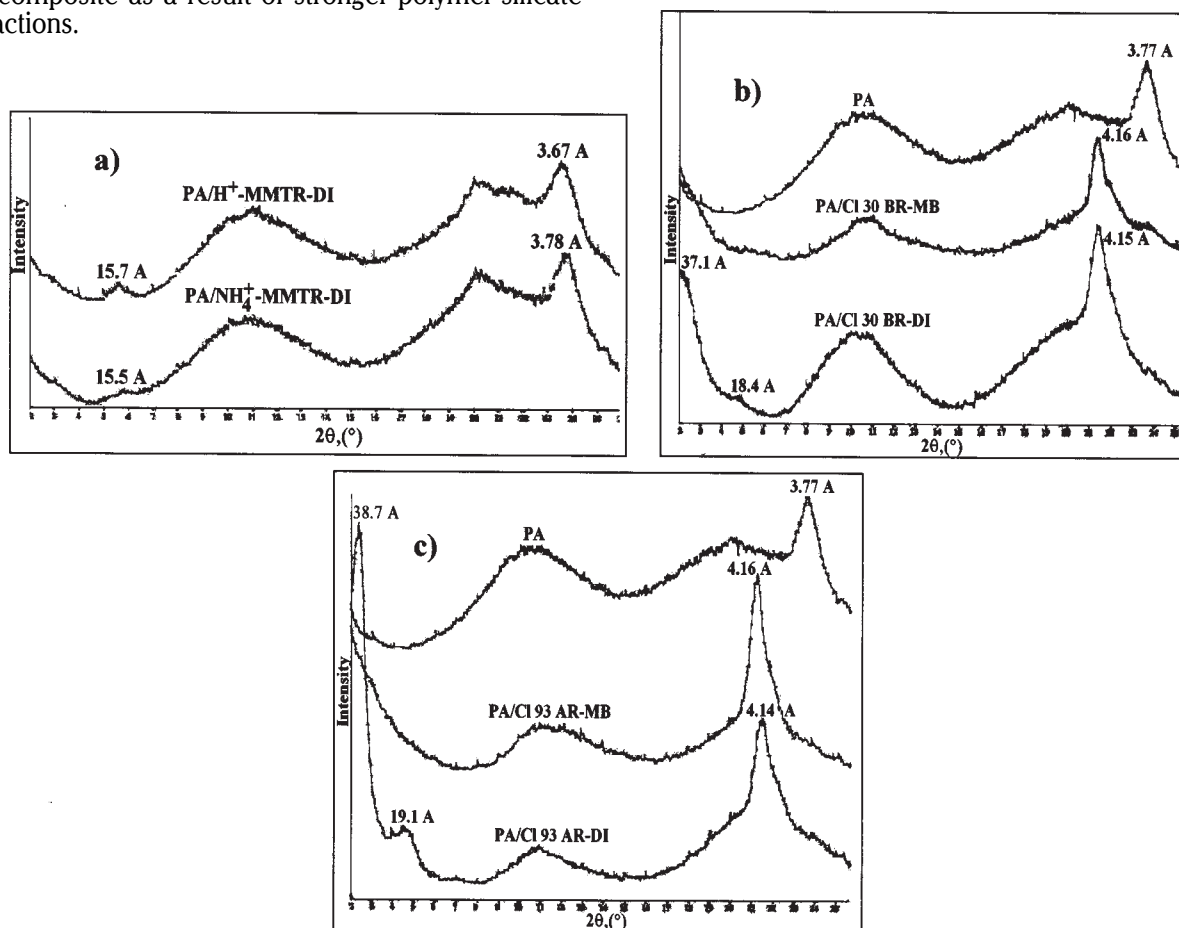 composite as a result of stronger polymer-silicate
actions.
a)
3.67 A
PA/H+-MMTR-DI
15.7 A
3.78 A
PA/NH4+-MMTR-DI
15.5 A
Intensity
2θ,(°)
b)
3.77 A
PA
4.16 A
PA/Cl 30 BR-MB
4.15 A
37.1 A
PA/Cl 30 BR-DI
18.4 A
Intensity
2θ,(°)
c)
3.77 A
38.7 A
PA
4.16 A
PA/Cl 93 AR-MB
4.14 A
19.1 A
PA/Cl 93 AR-DI
Intensity
2θ,(°)